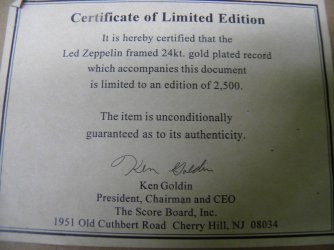 Certificate of Limited Edition
It is hereby certified that the
Led Zeppelin framed 24kt. gold plated record
which accompanies this document
is limited to an edition of 2,500.
The item is unconditionally
guaranteed as to its authenticity.
Ken Goldin
Ken Goldin
President, Chairman and CEO
The Score Board, Inc.
1951 Old Cuthbert Road Cherry Hill, NJ 08034